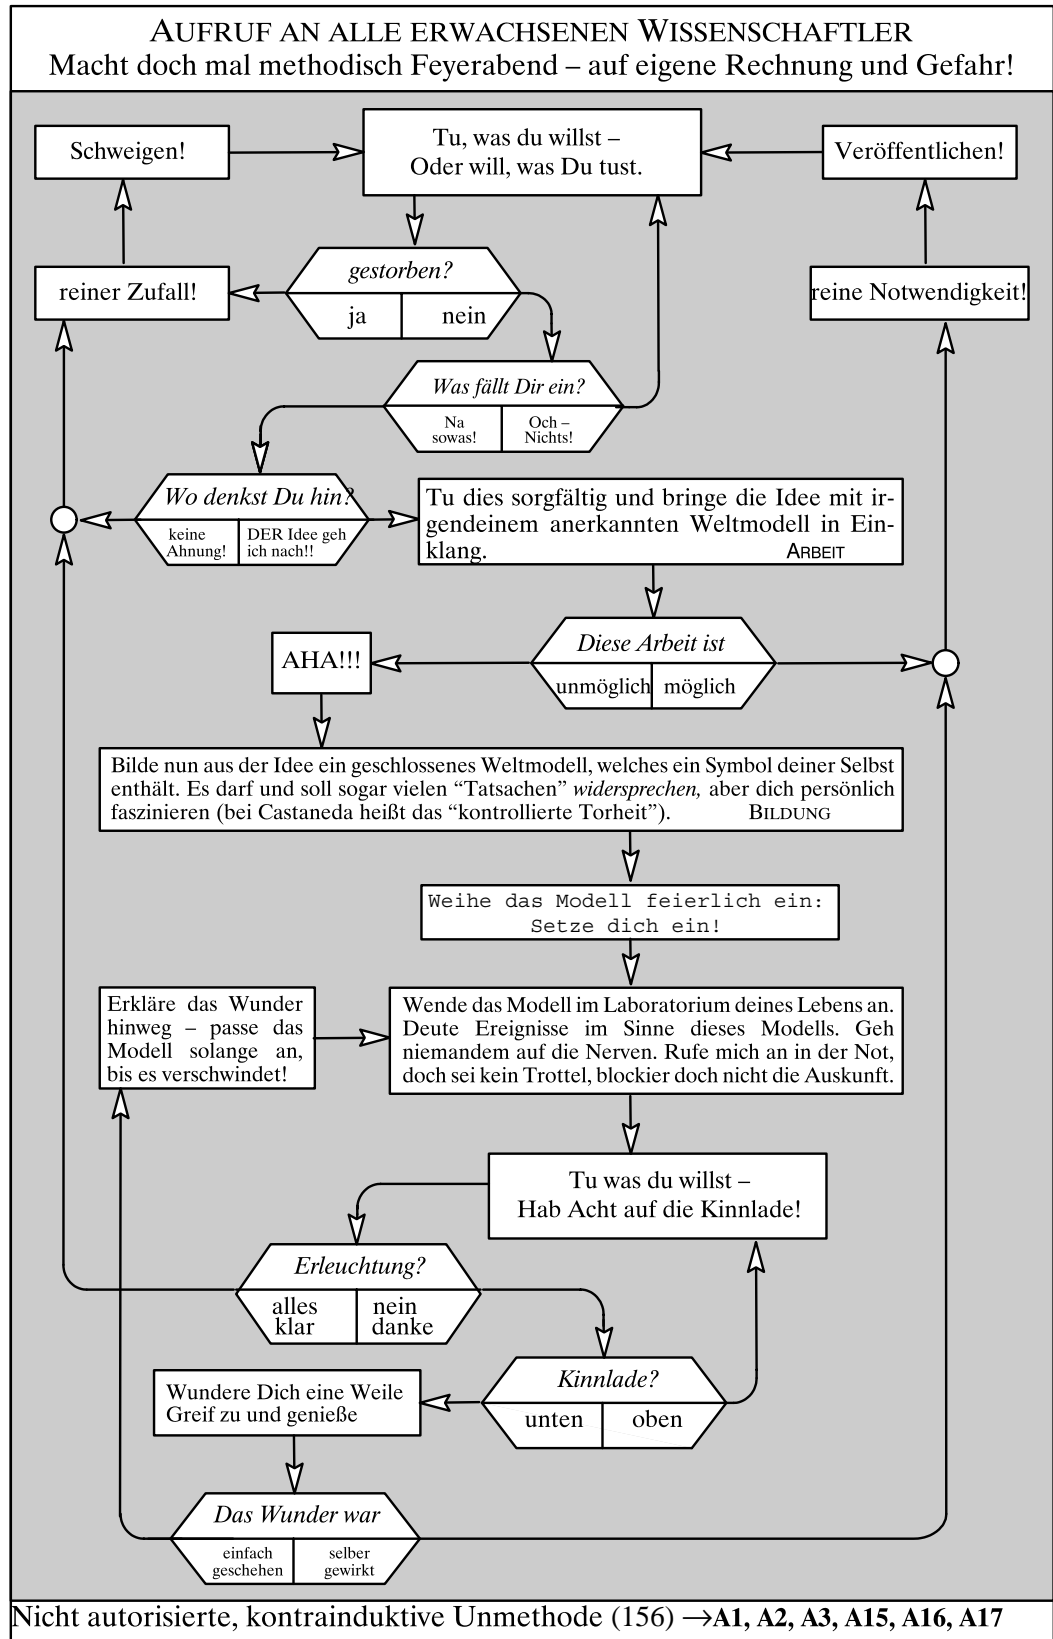 AUFRUF AN ALLE ERWACHSENEN WISSENSCHAFTLER
Macht doch mal methodisch Feyerabend – auf eigene Rechnung und Gefahr!
Schweigen!
Tu, was du willst –
Oder will, was Du tust.
Veröffentlichen!
reiner Zufall!
gestorben?
ja
nein
reine Notwendigkeit!
Was fällt Dir ein?
Na
sowas!
Och –
Nichts!
Wo denkst Du hin?
keine
Ahnung!
DER Idee geh
ich nach!!
Tu dies sorgfältig und bringe die Idee mit ir-
gendeinem anerkannten Weltmodell in Ein-
klang. ARBEIT
Diese Arbeit ist
unmöglich
möglich
AHA!!!
Bilde nun aus der Idee ein geschlossenes Weltmodell, welches ein Symbol deiner Selbst
enthält. Es darf und soll sogar vielen “Tatsachen” widersprechen, aber dich persönlich
faszinieren (bei Castaneda heißt das “kontrollierte Torheit”). BILDUNG
Weihe das Modell feierlich ein:
Setze dich ein!
Erkläre das Wunder
hinweg – passe das
Modell solange an,
bis es verschwindet!
Wende das Modell im Laboratorium deines Lebens an.
Deute Ereignisse im Sinne dieses Modells. Geh
niemandem auf die Nerven. Rufe mich an in der Not,
doch sei kein Trottel, blockier doch nicht die Auskunft.
Tu was du willst –
Hab Acht auf die Kinnlade!
Erleuchtung?
alles
klar
nein
danke
Kinnlade?
unten
oben
Wundere Dich eine Weile
Greif zu und genieße
Das Wunder war
einfach
geschehen
selber
gewirkt
Nicht autorisierte, kontrainduktive Unmethode (156) →A1, A2, A3, A15, A16, A17